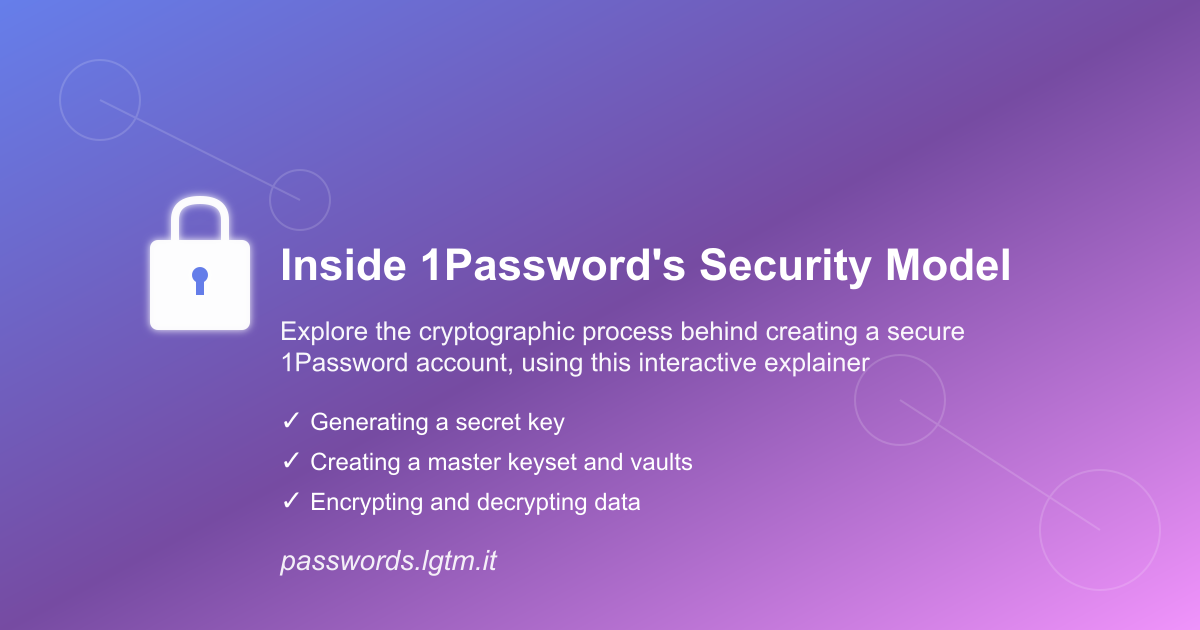 Inside 1Password's Security Model
Explore the cryptographic process behind creating a secure
1Password account, using this interactive explainer
✓ Generating a secret key
✓ Creating a master keyset and vaults
✓ Encrypting and decrypting data
passwords.lgtm.it